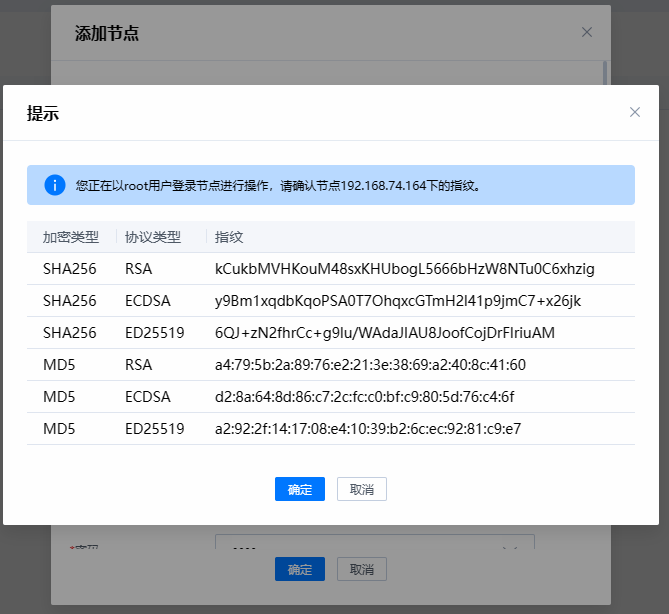 添加节点
提示
您正在以root用户登录节点进行操作，请确认节点192.168.74.164下的指纹。
加密类型 协议类型 指纹
SHA256 RSA kCukbMVHKouM48sxKHUbogL5666bHzW8NTu0C6xhzig
SHA256 ECDSA y9Bm1xqdbKqoPSA0T7OhqxcGTmH2I41p9jmC7+x26jk
SHA256 ED25519 6QJ+zN2fhrCc+g9lu/WAdaJIAU8JoofCojDrFlriuAM
MD5 RSA a4:79:5b:2a:89:76:e2:21:3e:38:69:a2:40:8c:41:60
MD5 ECDSA d2:8a:64:8d:86:c7:2c:fc:c0:bf:c9:80:5d:76:c4:6f
MD5 ED25519 a2:92:2f:14:17:08:e4:10:39:b2:6c:ec:92:81:c9:e7
确定 取消
确定 取消